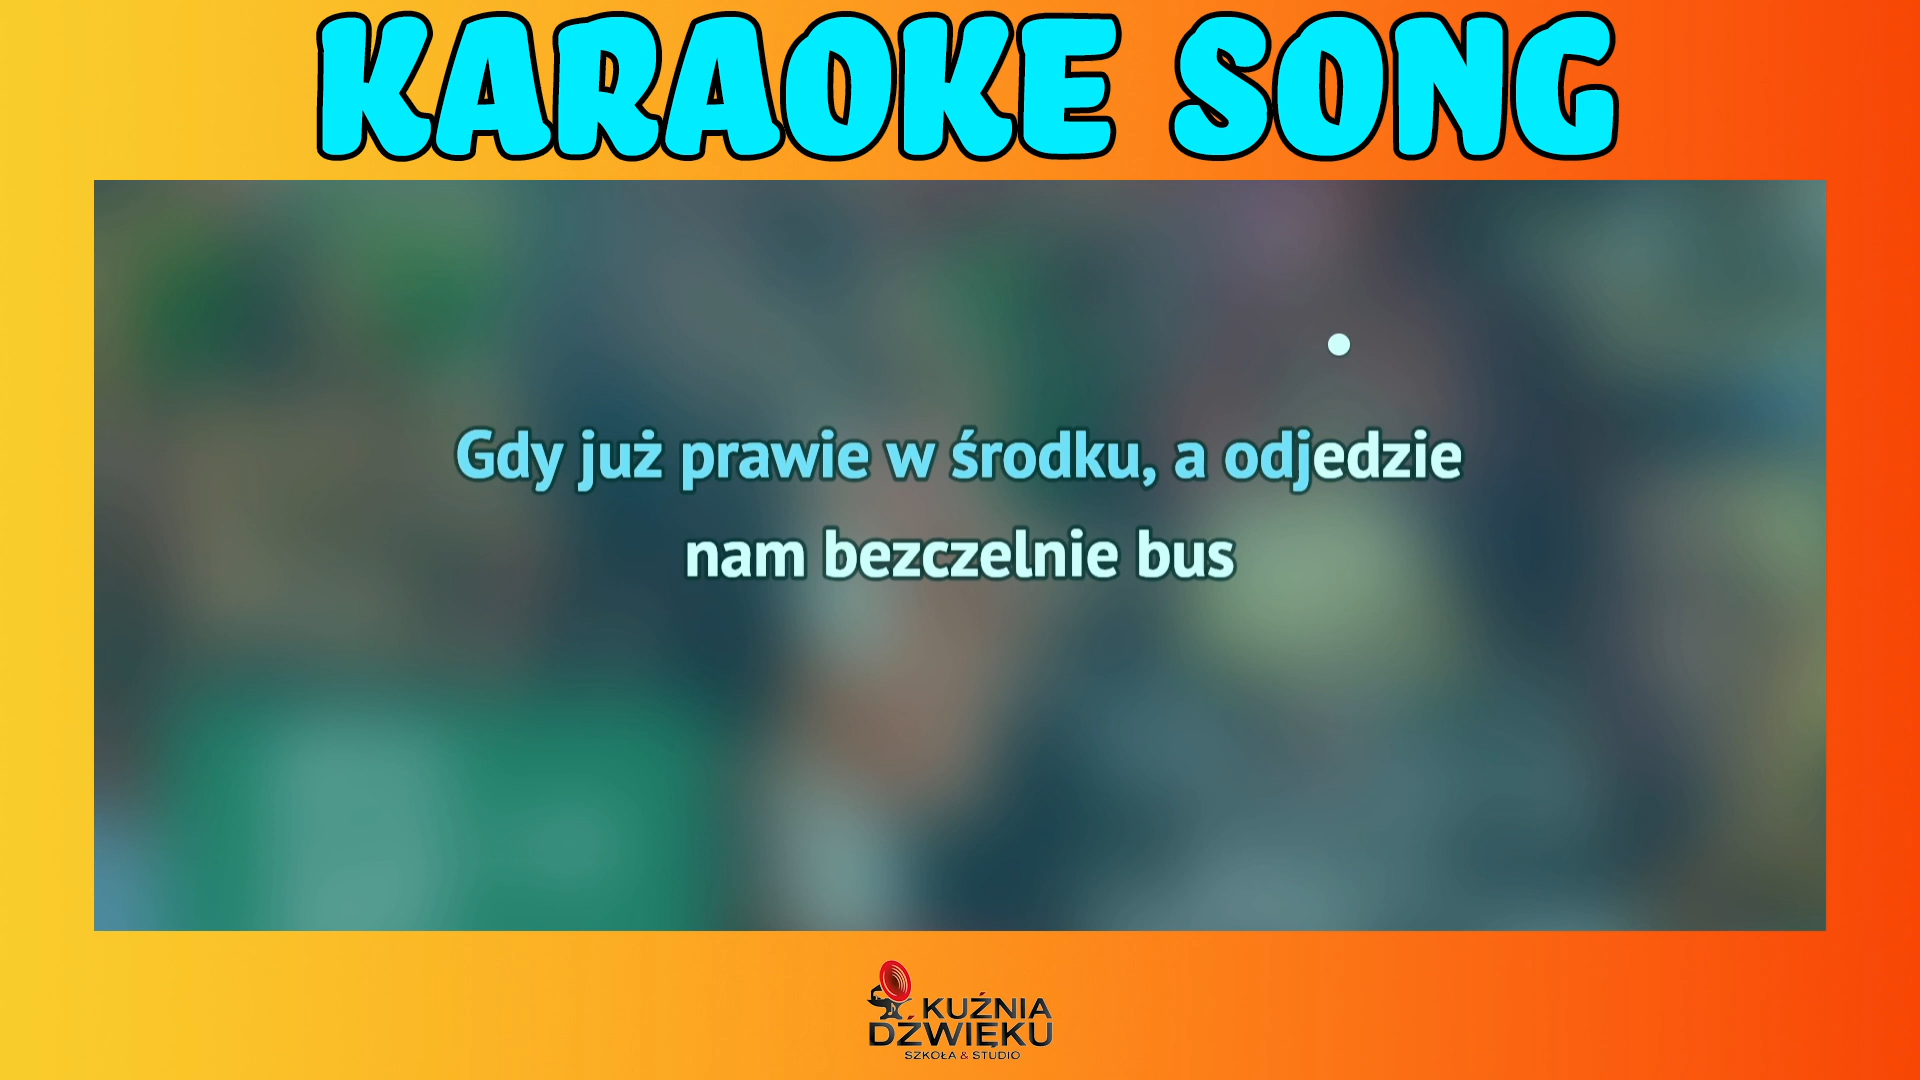 KARAOKE SONG
Gdy już prawie w środku, a odjedzie
nam bezczelnie bus
KUŹNIA
DŹWIĘKU
SZKOŁA & STUDIO